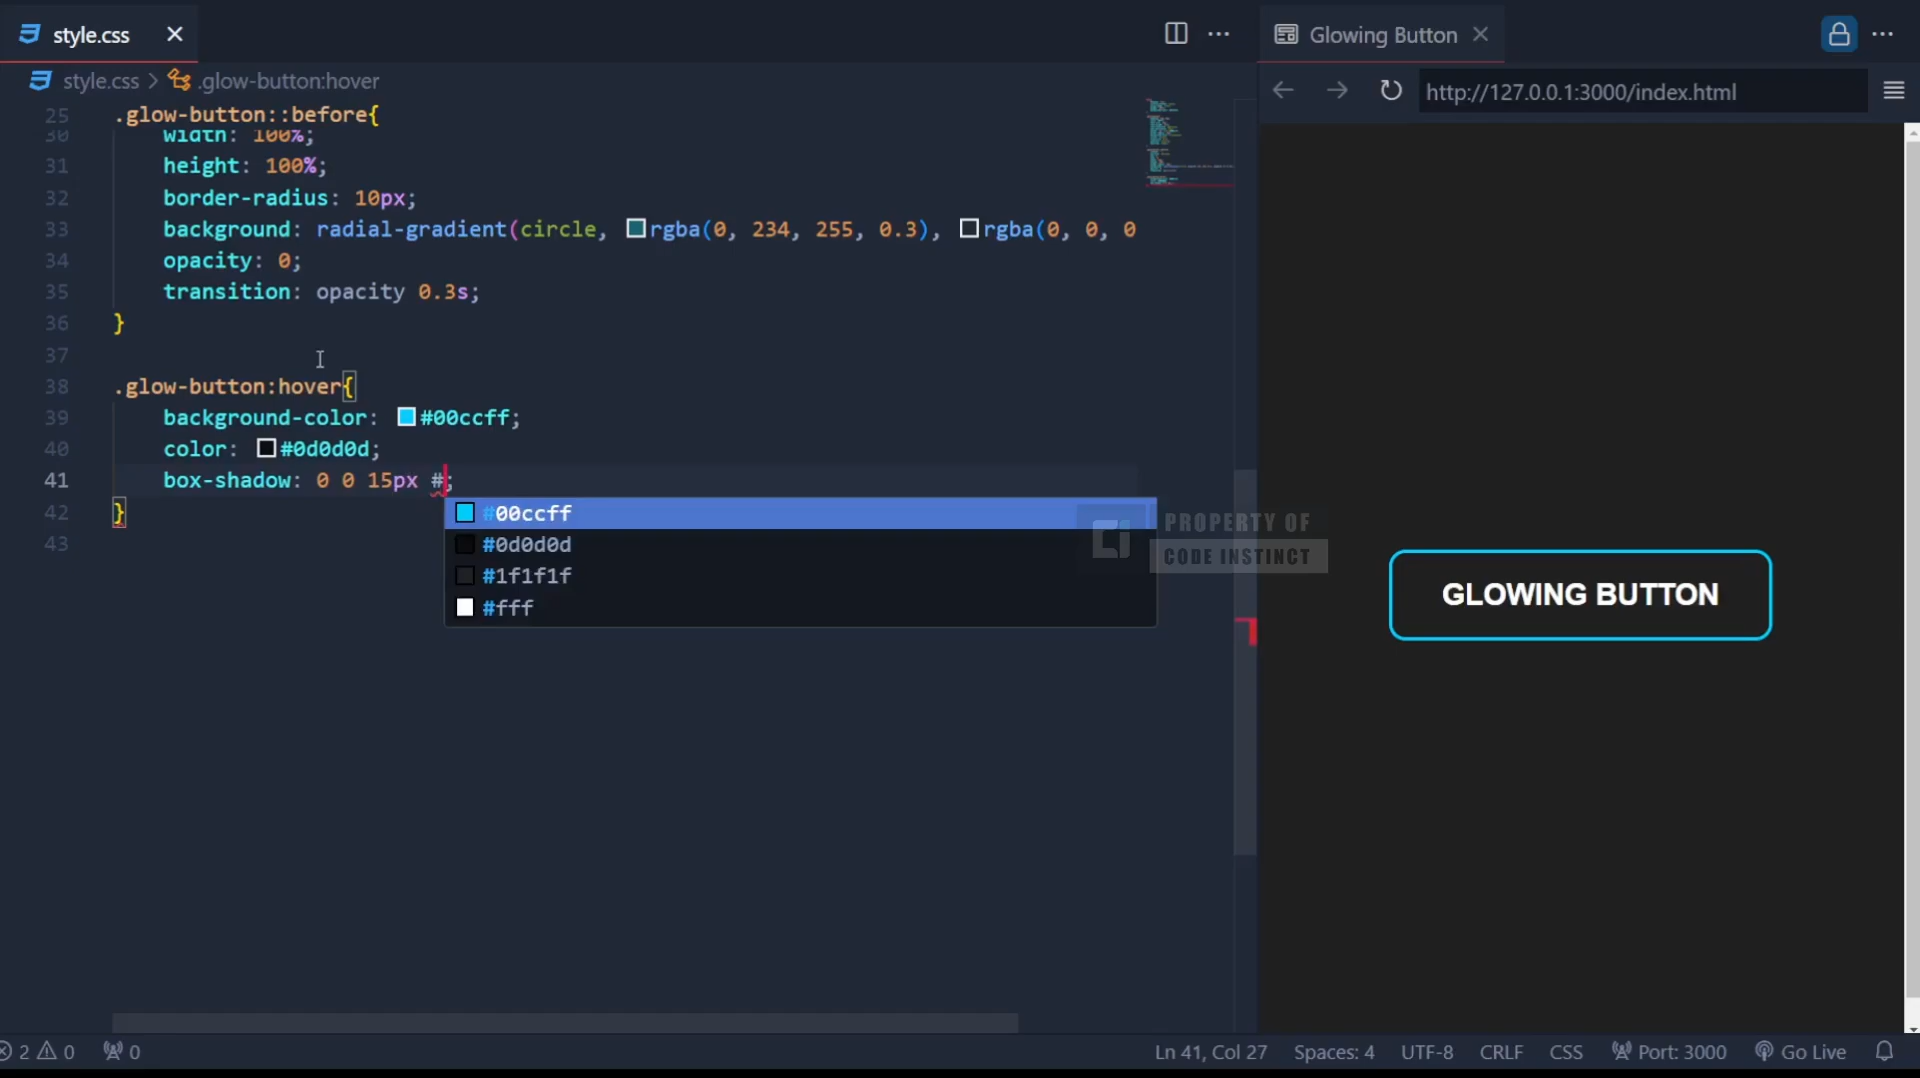 style.css
Glowing Button
style.css > .glow-button:hover
http://127.0.0.1:3000/index.html
25 .glow-button::before{
30 width: 100%;
31 height: 100%;
32 border-radius: 10px;
33 background: radial-gradient(circle, rgba(0, 234, 255, 0.3), rgba(0, 0, 0
34 opacity: 0;
35 transition: opacity 0.3s;
36 }
37
38 .glow-button:hover{
39 background-color: #00ccff;
40 color: #0d0d0d;
41 box-shadow: 0 0 15px #;
42 }
43
#00ccff
#0d0d0d
#1f1f1f
#fff
PROPERTY OF
CODE INSTINCT
GLOWING BUTTON
2 0 0 Ln 41, Col 27 Spaces: 4 UTF-8 CRLF CSS Port: 3000 Go Live